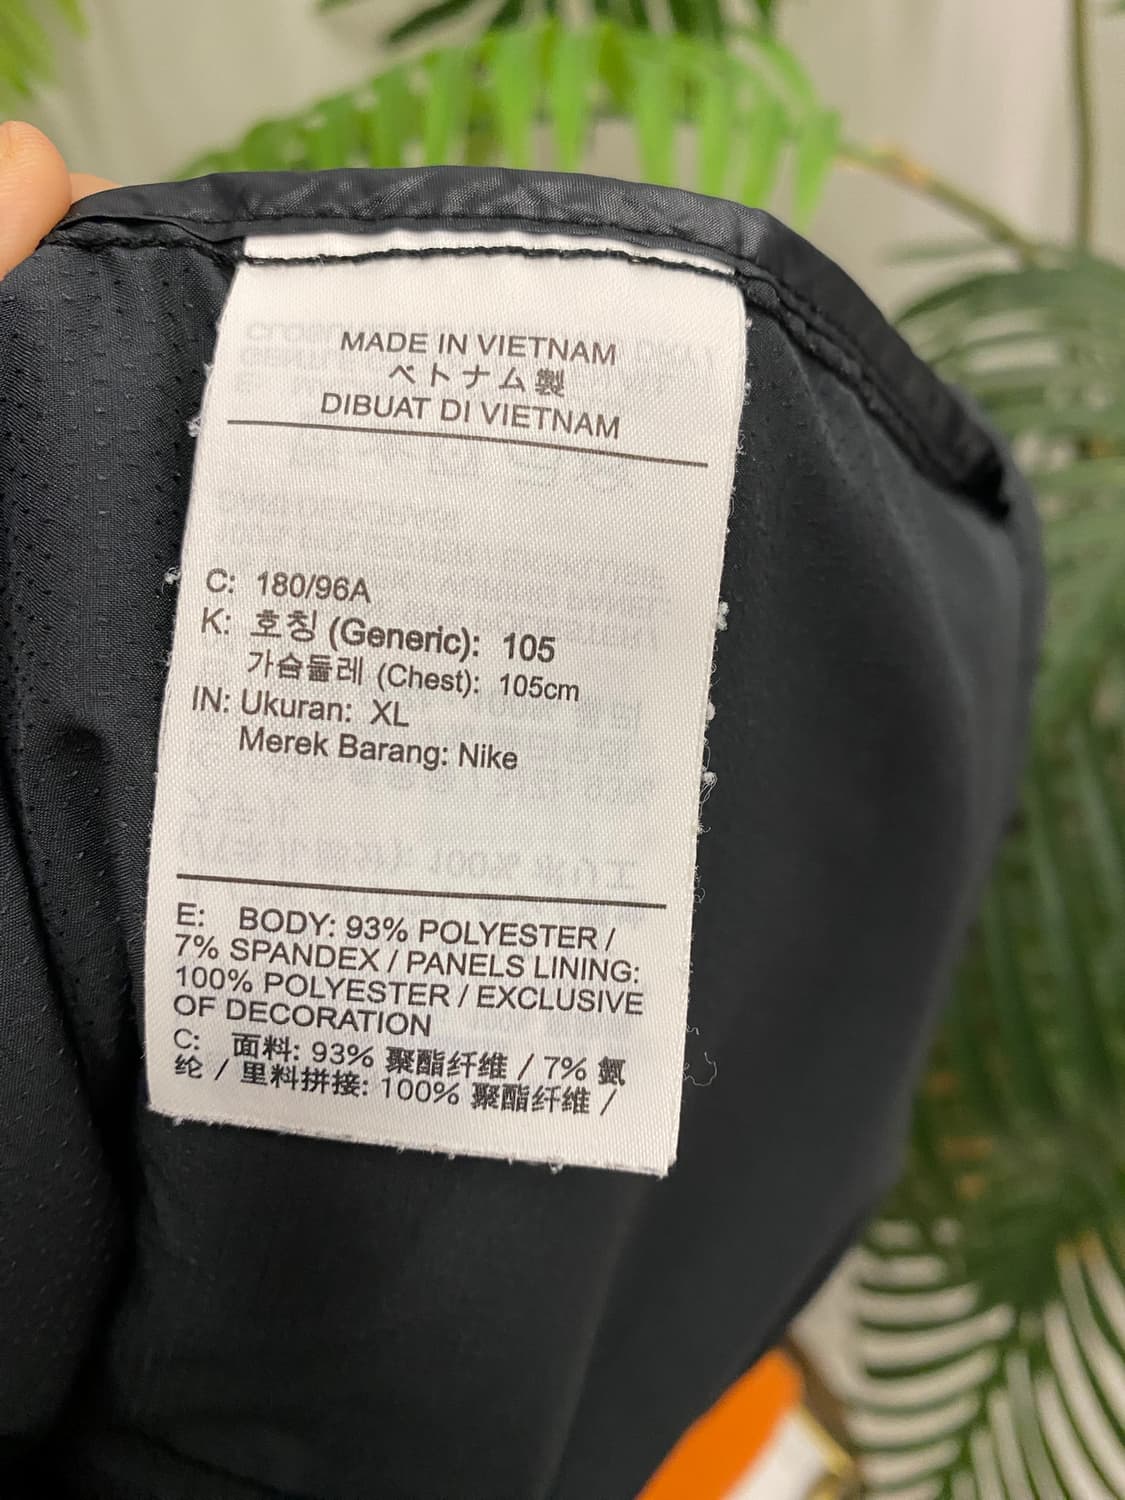 MADE IN VIETNAM
ベトナム製
DIBUAT DI VIETNAM
C: 180/96A
K: 호칭 (Generic): 105
가슴둘레 (Chest): 105cm
IN: Ukuran: XL
Merek Barang: Nike
E: BODY: 93% POLYESTER /
7% SPANDEX / PANELS LINING:
100% POLYESTER / EXCLUSIVE
OF DECORATION
C: 面料: 93% 聚酯纤维 / 7% 氨
纶 / 里料拼接: 100% 聚酯纤维 /